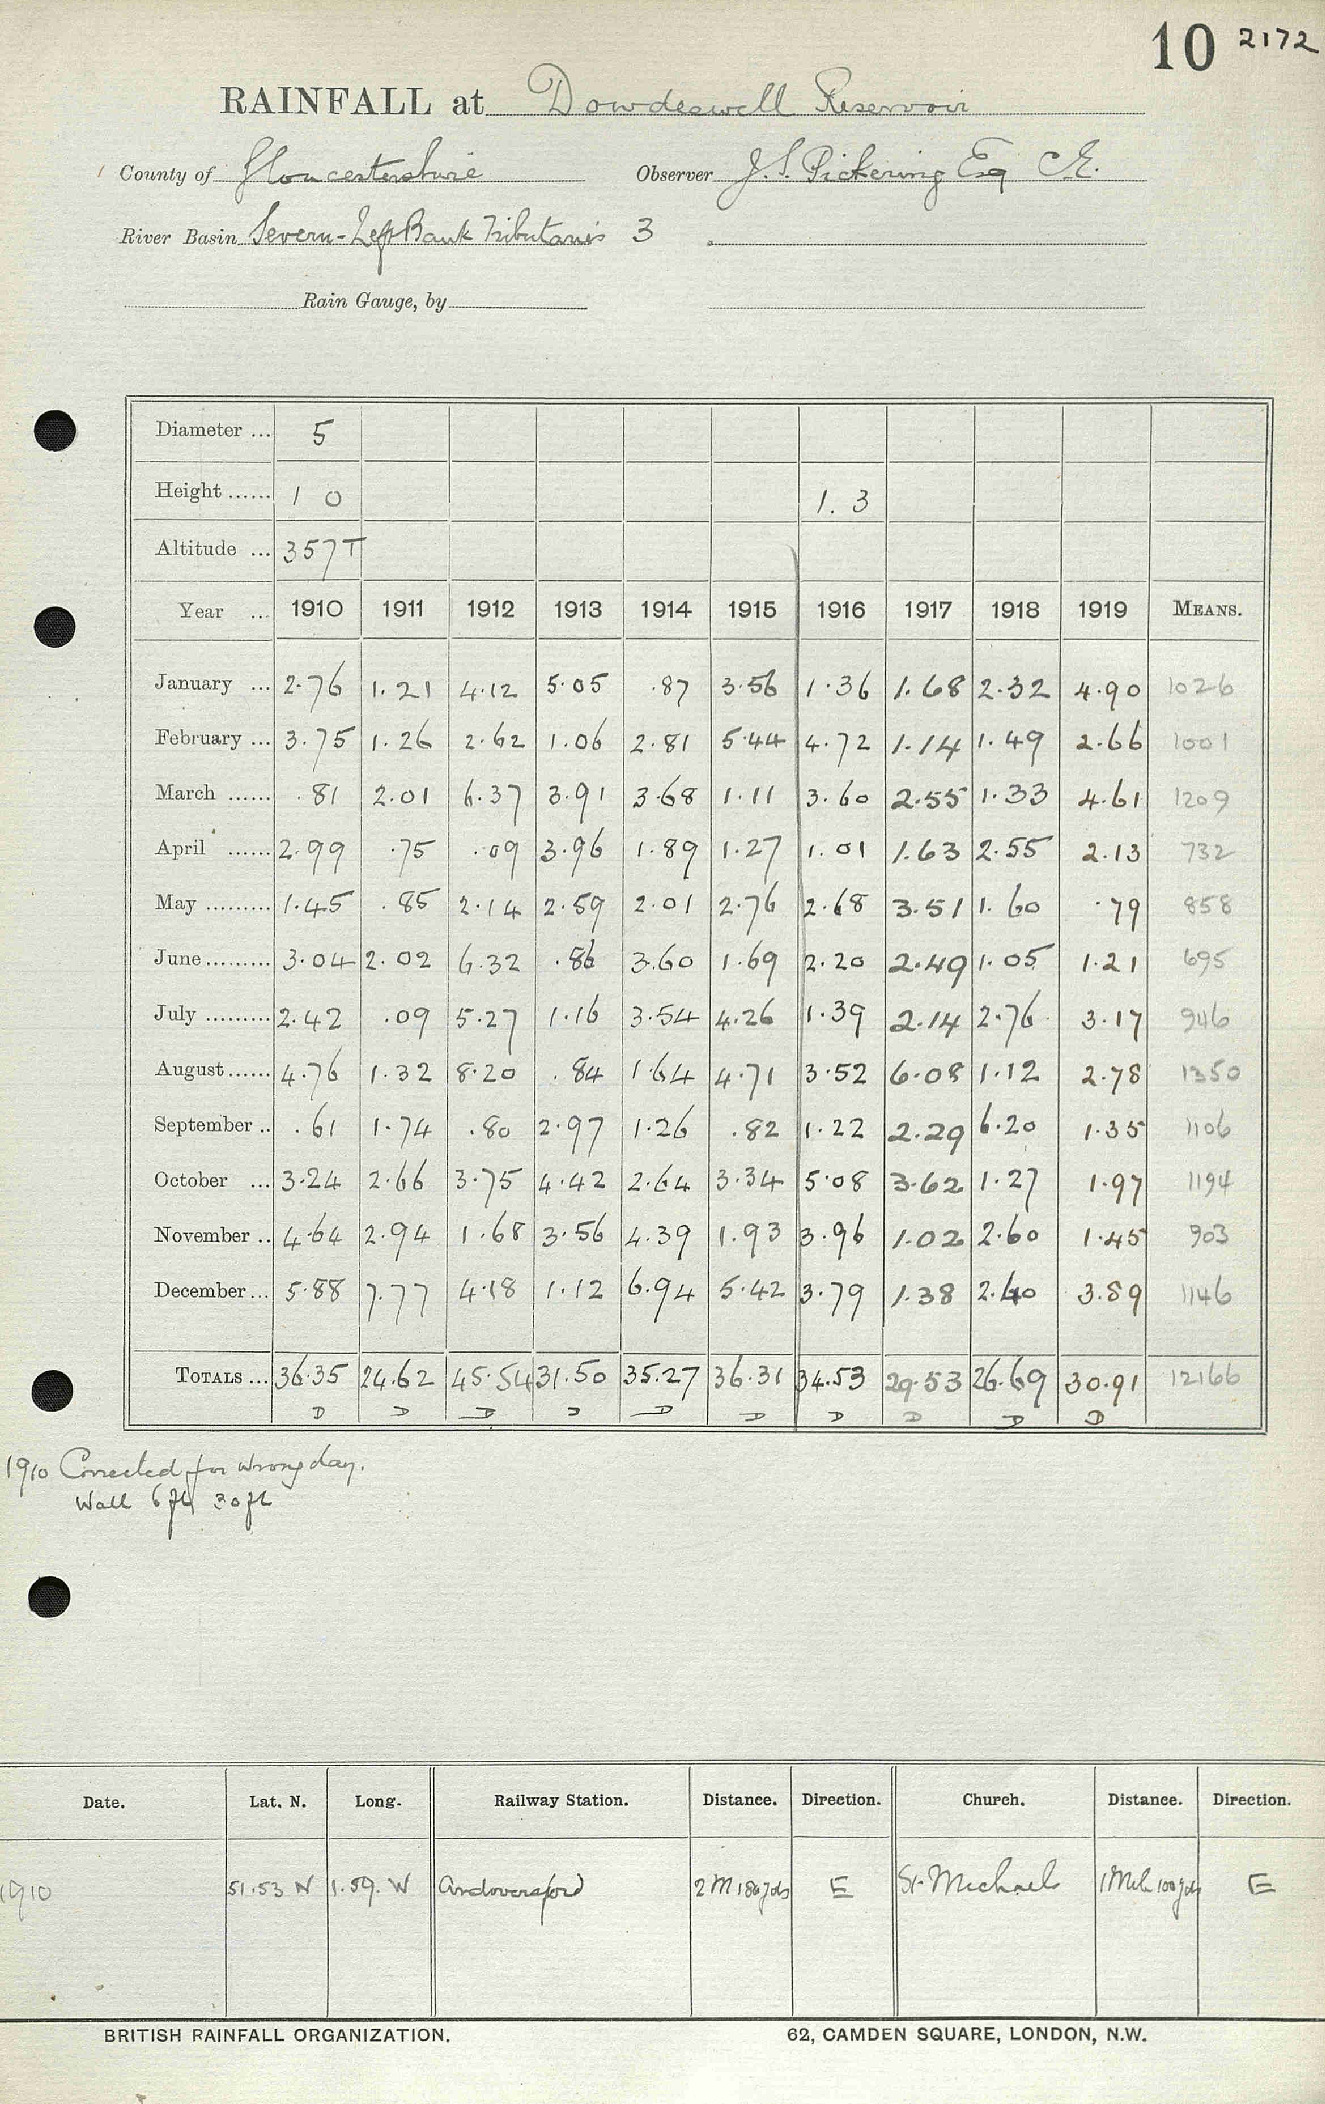 10 2172
RAINFALL at Dowdeswell Reservoir
County of Gloucestershire Observer J. S. Pickering Esq C.E.
River Basin Severn - Left Bank Tributaries 3
Rain Gauge, by
Diameter ... 5
Height ...... 1 0 1. 3
Altitude ... 357 T
Year ... 1910 1911 1912 1913 1914 1915 1916 1917 1918 1919 MEANS.
January ... 2.76 1.21 4.12 5.05 .87 3.56 1.36 1.68 2.32 4.90 1026
February ... 3.75 1.26 2.62 1.06 2.81 5.44 4.72 1.14 1.49 2.66 1001
March ...... .81 2.01 6.37 3.91 3.68 1.11 3.60 2.55 1.33 4.61 1209
April ...... 2.99 .75 .09 3.96 1.89 1.27 1.01 1.63 2.55 2.13 732
May ......... 1.45 .85 2.14 2.59 2.01 2.76 2.68 3.51 1.60 .79 858
June ......... 3.04 2.02 6.32 .86 3.60 1.69 2.20 2.49 1.05 1.21 695
July ......... 2.42 .09 5.27 1.16 3.54 4.26 1.39 2.14 2.76 3.17 946
August ...... 4.76 1.32 8.20 .84 1.64 4.71 3.52 6.08 1.12 2.78 1350
September .. .61 1.74 .80 2.97 1.26 .82 1.22 2.29 6.20 1.35 1106
October ... 3.24 2.66 3.75 4.42 2.64 3.34 5.08 3.62 1.27 1.97 1194
November .. 4.64 2.94 1.68 3.56 4.39 1.93 3.96 1.02 2.60 1.45 903
December ... 5.88 7.77 4.18 1.12 6.94 5.42 3.79 1.38 2.40 3.89 1146
TOTALS ... 36.35 24.62 45.54 31.50 35.27 36.31 34.53 29.53 26.69 30.91 12166
D D D D D D D D D D
1910 Corrected for wrong day.
Wall 6 ft 30 ft
Date. Lat. N. Long. Railway Station. Distance. Direction. Church. Distance. Direction.
1910 51.53 N 1.59. W Andoversford 2 M 186 yds E St. Michaels 1 Mile 100 yds E
BRITISH RAINFALL ORGANIZATION. 62, CAMDEN SQUARE, LONDON, N.W.